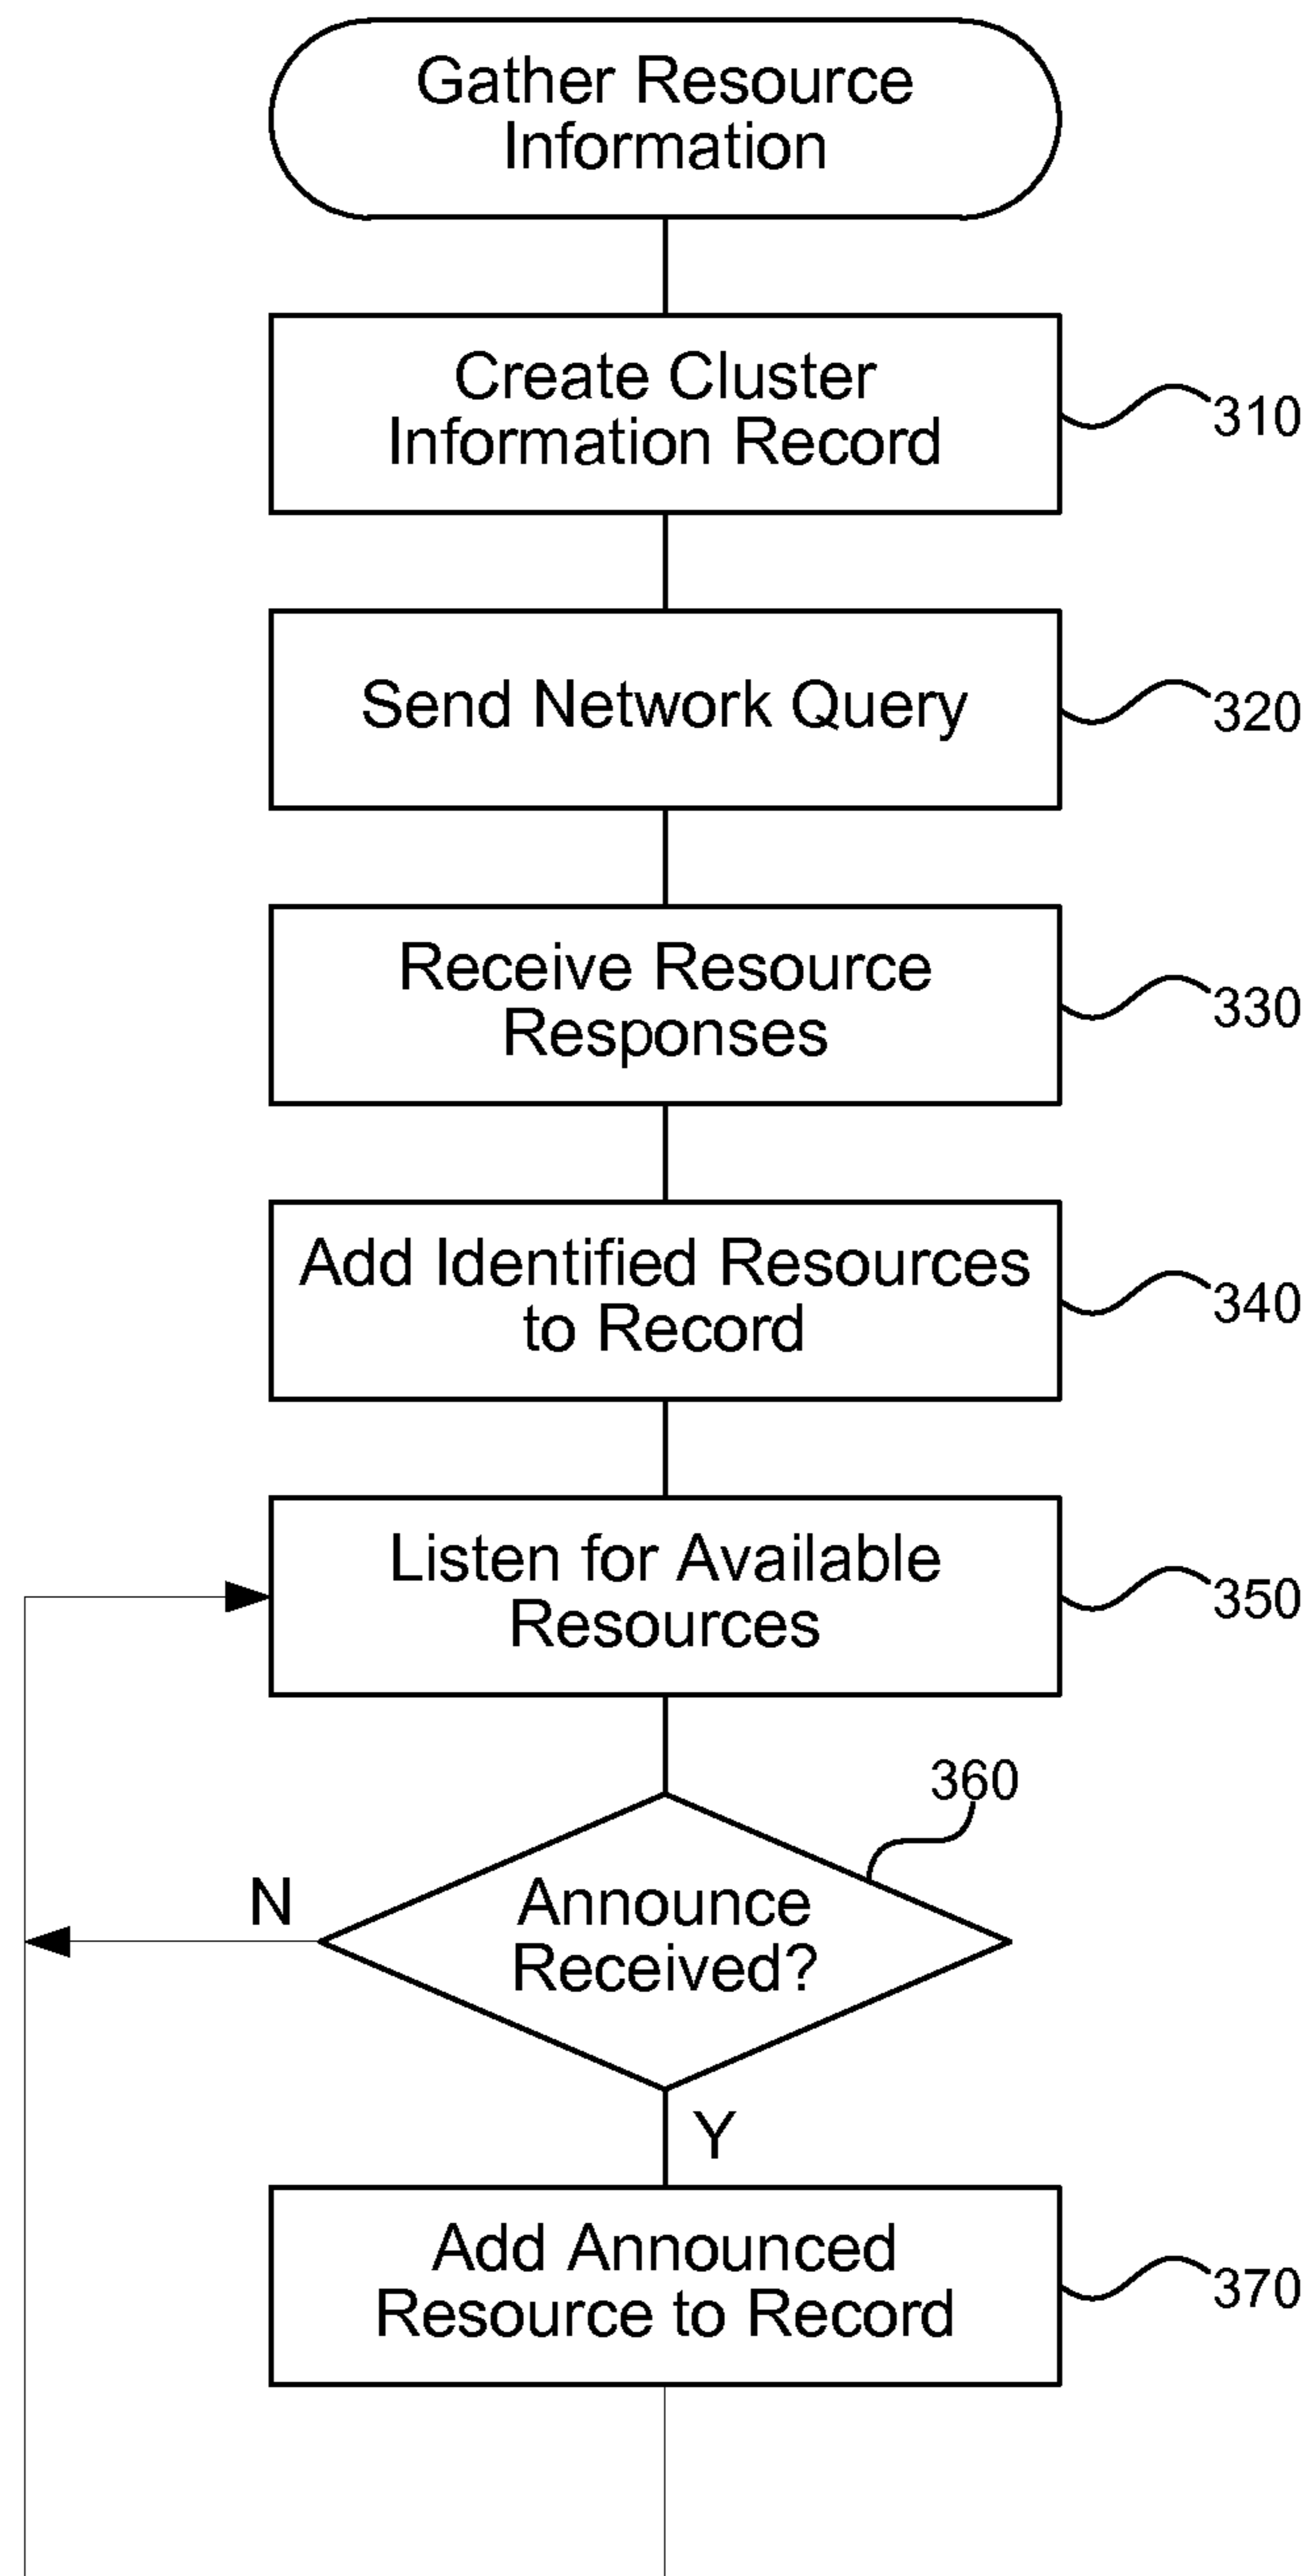 Gather Resource
Information
Create Cluster
Information Record
310
Send Network Query
320
Receive Resource
Responses
330
Add Identified Resources
to Record
340
Listen for Available
Resources
350
360
Announce
Received?
N
Y
Add Announced
Resource to Record
370